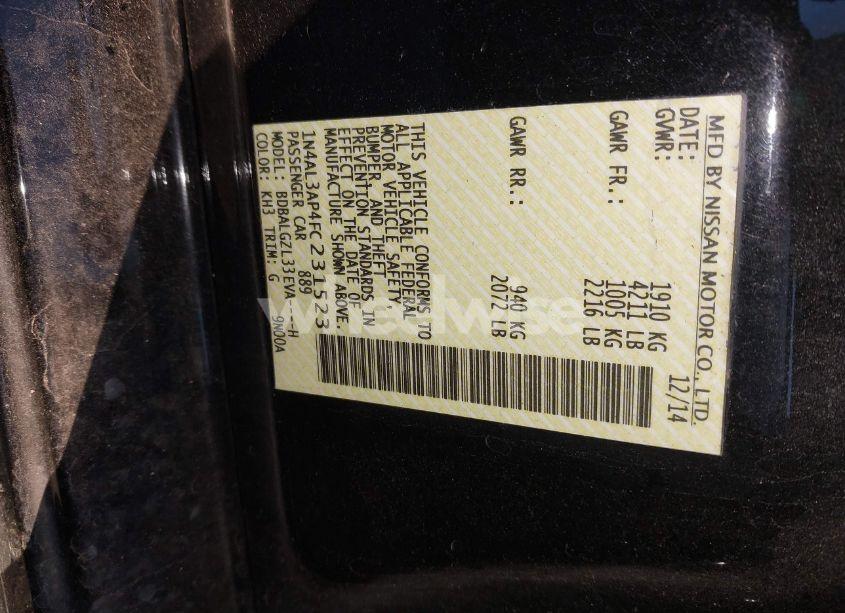 MFD BY NISSAN MOTOR CO., LTD.
DATE: 12/14
GVWR: 1910 KG
4211 LB
GAWR FR: 1005 KG
2216 LB
GAWR RR: 940 KG
2072 LB
THIS VEHICLE CONFORMS TO
ALL APPLICABLE FEDERAL
MOTOR VEHICLE SAFETY
BUMPER, AND THEFT
PREVENTION STANDARDS IN
EFFECT ON THE DATE OF
MANUFACTURE SHOWN ABOVE.
1N4AL3AP4FC231523
PASSENGER CAR 889
MODEL: BDBALGZL33EVA -H
COLOR: KH3 TRIM: G 9N00A
wheelwise